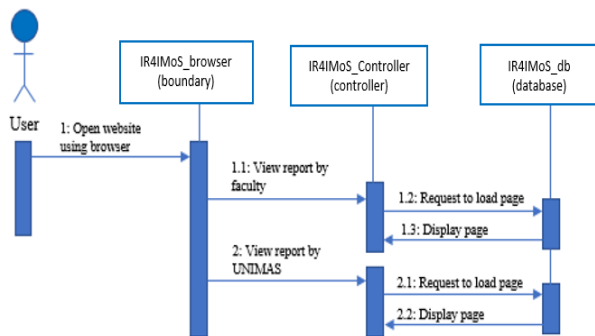 IR4IMoS_browser
(boundary)
IR4IMoS_Controller
(controller)
IR4IMoS_db
(database)
User
1: Open website
using browser
1.1: View report by
faculty
1.2: Request to load page
1.3: Display page
2: View report by
UNIMAS
2.1: Request to load page
2.2: Display page